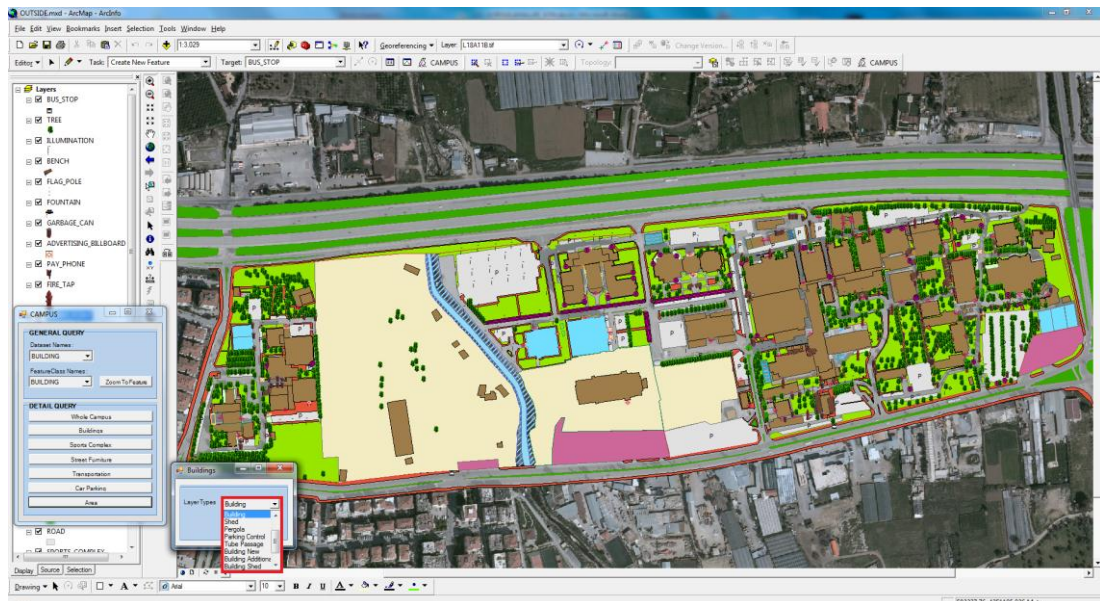 OUTSIDE.mxd - ArcMap - ArcInfo
File Edit View Bookmarks Insert Selection Tools Window Help
1:3,029 Georeferencing Layer: L18A11B.tif Change Version...
Editor Task: Create New Feature Target: BUS_STOP CAMPUS Topology: CAMPUS
Layers
BUS_STOP
TREE
ILLUMINATION
BENCH
FLAG_POLE
FOUNTAIN
GARBAGE_CAN
ADVERTISING_BILLBOARD
PAY_PHONE
FIRE_TAP
CAMPUS
GENERAL QUERY
Dataset Names:
BUILDING
FeatureClass Names:
BUILDING Zoom To Feature
DETAIL QUERY
Whole Campus
Buildings
Sports Complex
Street Furniture
Transportation
Car Parking
Area
Buildings
Layer Types Building
Building
Shed
Pergola
Parking Control
Tube Passage
Building New
Building Additions
Building Shed
ROAD
SPORTS_COMPLEX
Display Source Selection
Drawing A Arial 10 B I U A